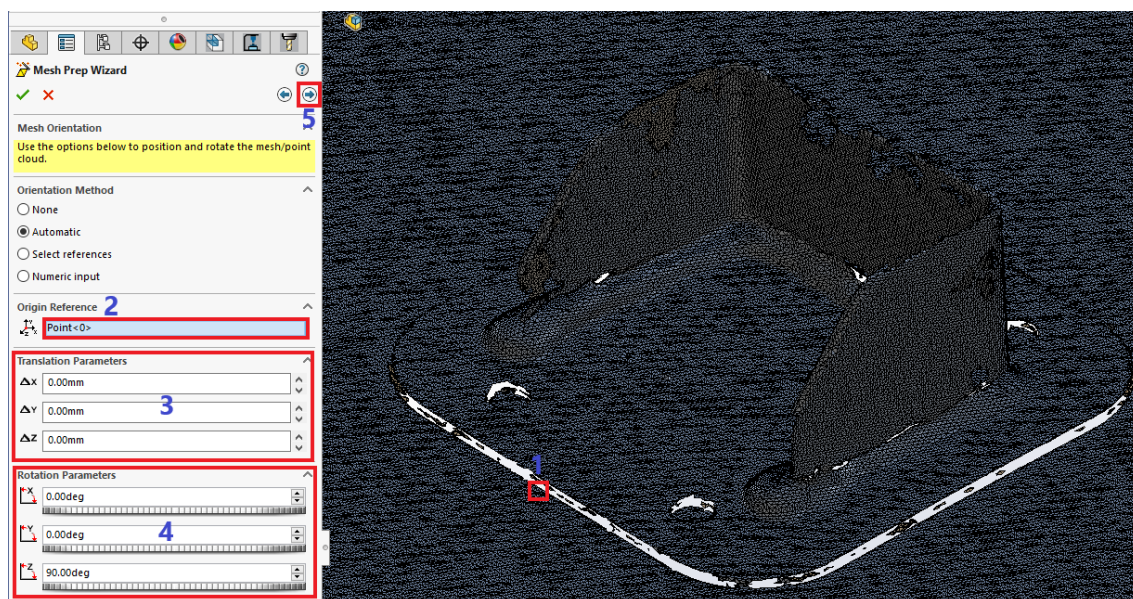 Mesh Prep Wizard
5
Mesh Orientation
Use the options below to position and rotate the mesh/point
cloud.
Orientation Method
None
Automatic
Select references
Numeric input
Origin Reference 2
Point<0>
Translation Parameters
ΔX 0.00mm
ΔY 0.00mm
ΔZ 0.00mm
3
Rotation Parameters
X 0.00deg
Y 0.00deg
Z 90.00deg
4
1